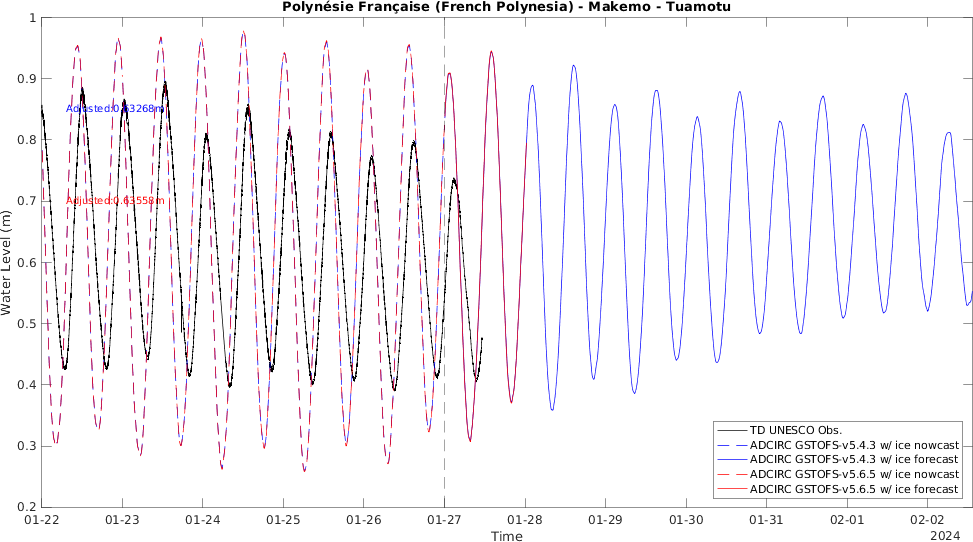 Polynésie Française (French Polynesia) - Makemo - Tuamotu
Water Level (m)
1
0.9
0.8
0.7
0.6
0.5
0.4
0.3
0.2
Adjusted:0.63268m
Adjusted:0.63558m
TD UNESCO Obs.
ADCIRC GSTOFS-v5.4.3 w/ ice nowcast
ADCIRC GSTOFS-v5.4.3 w/ ice forecast
ADCIRC GSTOFS-v5.6.5 w/ ice nowcast
ADCIRC GSTOFS-v5.6.5 w/ ice forecast
01-22 01-23 01-24 01-25 01-26 01-27 01-28 01-29 01-30 01-31 02-01 02-02
Time
2024